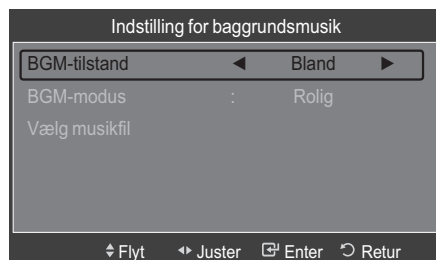 Indstilling for baggrundsmusik
BGM-tilstand ◄ Bland ►
BGM-modus : Rolig
Vælg musikfil
Flyt Juster Enter Retur